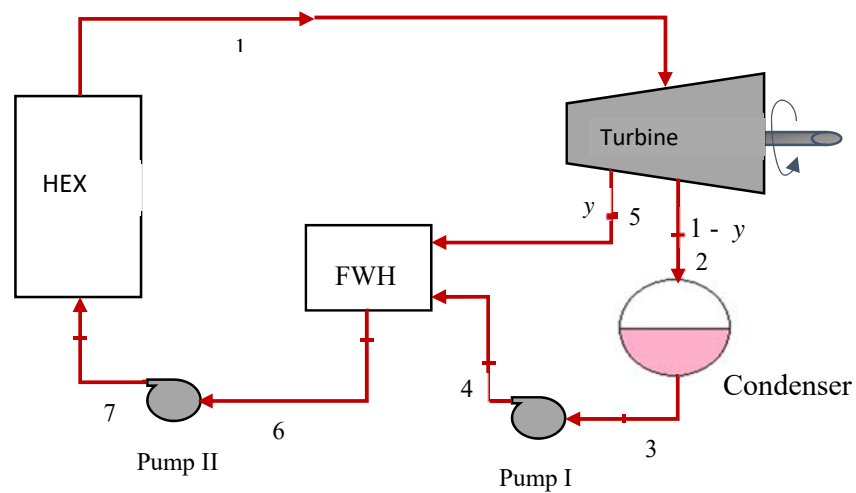 1
Turbine
HEX
y
5
1 - y
2
FWH
4
Condenser
7
6
3
Pump II
Pump I